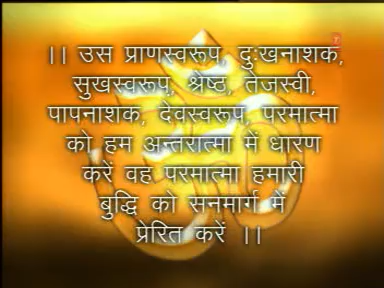 ।। उस प्राणस्वरूप, दुःखनाशक,
सुखस्वरूप, श्रेष्ठ, तेजस्वी,
पापनाशक, दैवस्वरूप, परमात्मा
को हम अन्तरात्मा में धारण
करें वह परमात्मा हमारी
बुद्धि को सनमार्ग में
प्रेरित करें ।।